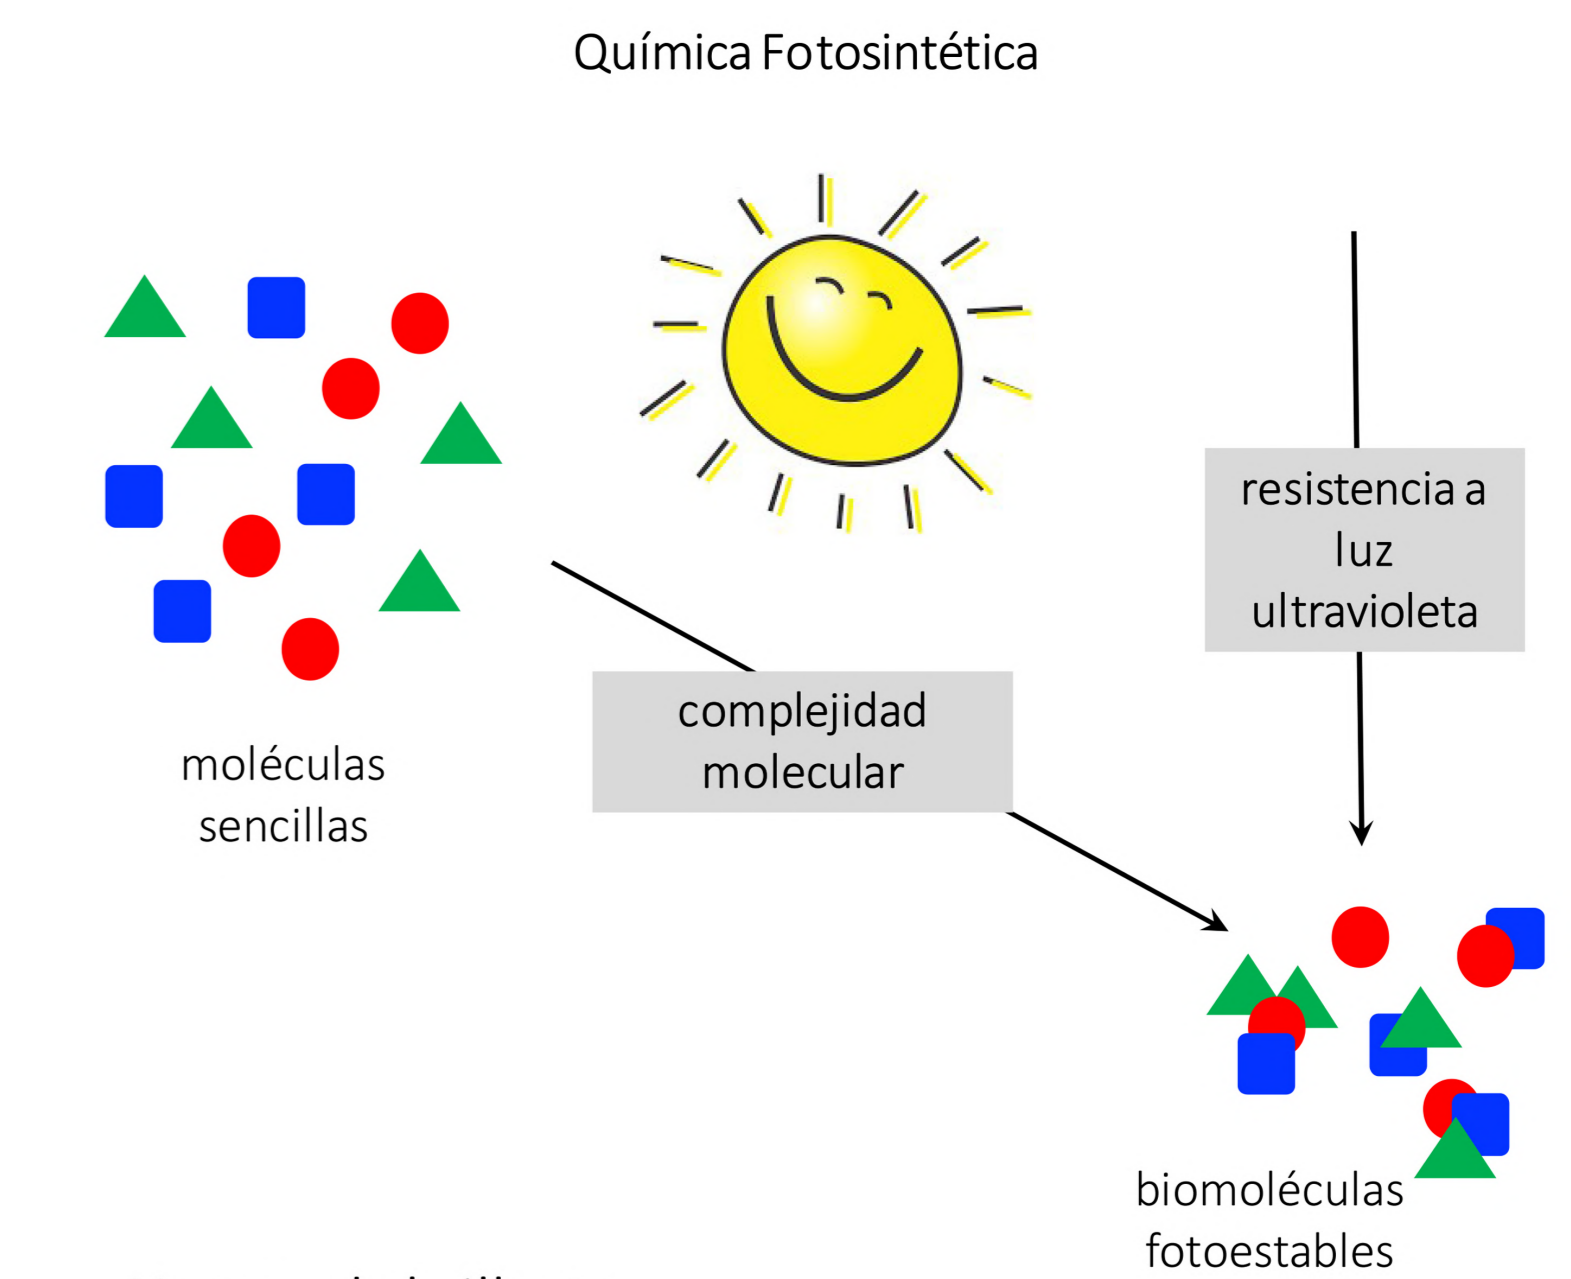 Química Fotosintética
resistencia a
luz
ultravioleta
complejidad
molecular
moléculas
sencillas
biomoléculas
fotoestables